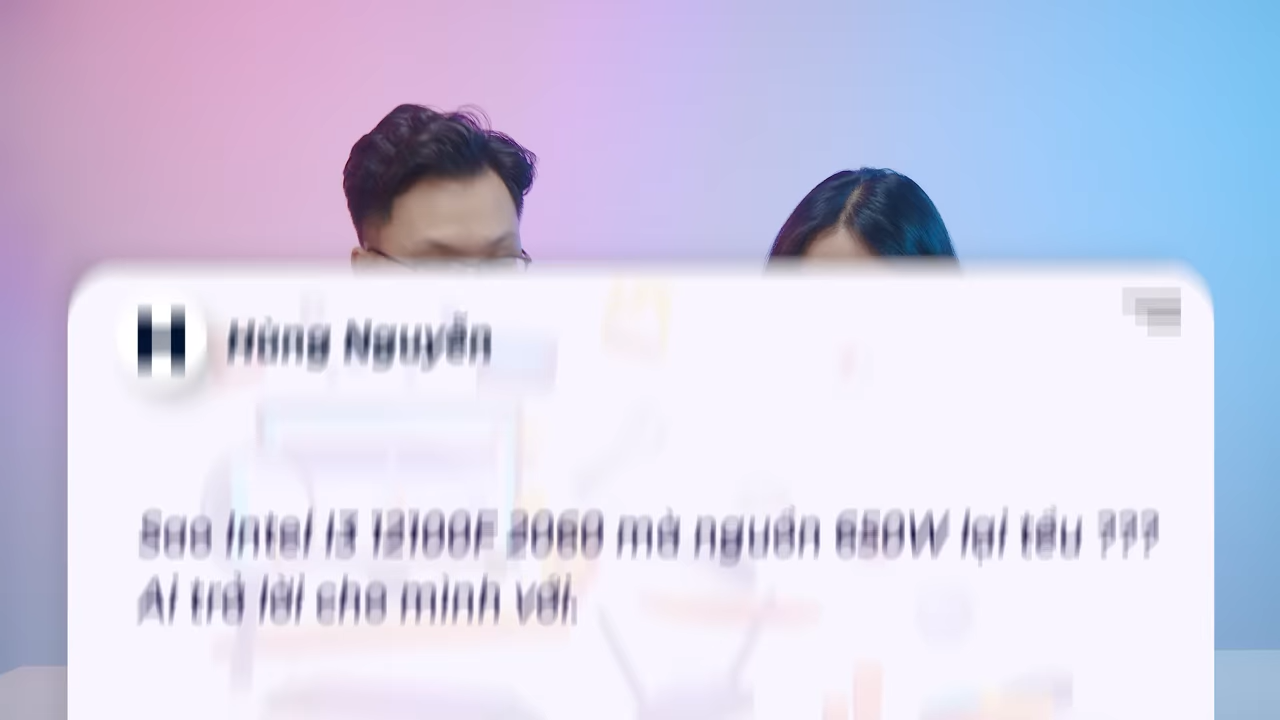 H
Hùng Nguyễn
Sao Intel i3 12100F 2060 mà nguồn 650W lại tếu ???
Ai trả lời cho mình với.